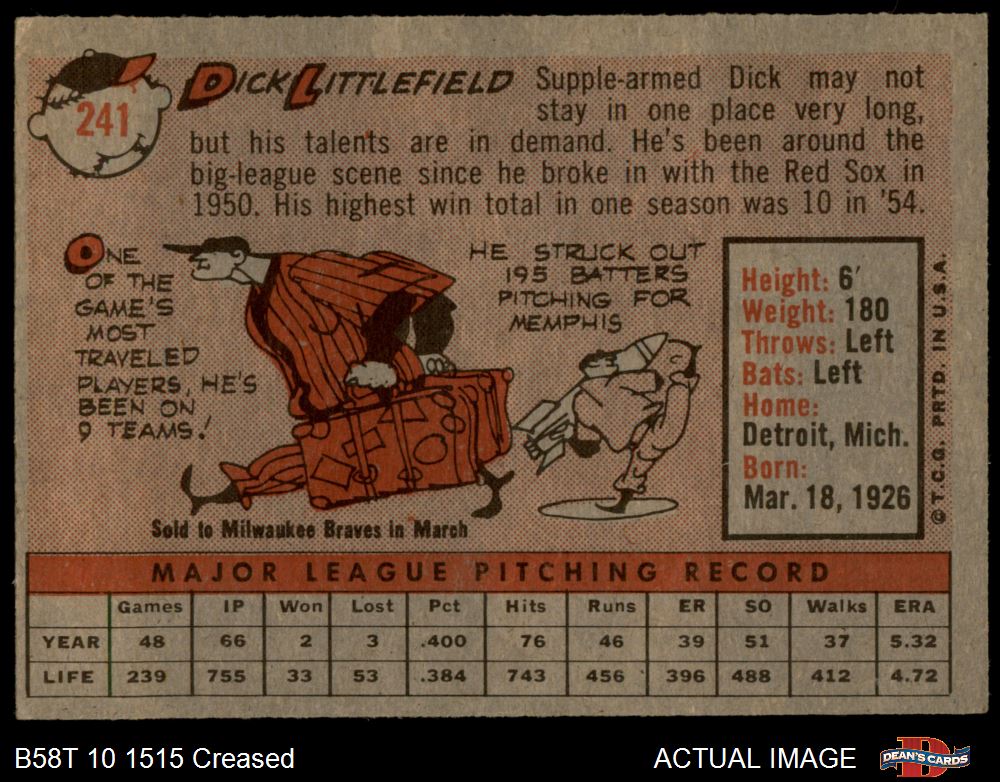 241
DICK LITTLEFIELD Supple-armed Dick may not
stay in one place very long,
but his talents are in demand. He's been around the
big-league scene since he broke in with the Red Sox in
1950. His highest win total in one season was 10 in '54.
ONE
OF THE
GAME'S
MOST
TRAVELED
PLAYERS, HE'S
BEEN ON
9 TEAMS!
HE STRUCK OUT
195 BATTERS
PITCHING FOR
MEMPHIS
Sold to Milwaukee Braves in March
Height: 6'
Weight: 180
Throws: Left
Bats: Left
Home:
Detroit, Mich.
Born:
Mar. 18, 1926
© T.C.G. PRTD. IN U.S.A.
MAJOR LEAGUE PITCHING RECORD
Games IP Won Lost Pct Hits Runs ER SO Walks ERA
YEAR 48 66 2 3 .400 76 46 39 51 37 5.32
LIFE 239 755 33 53 .384 743 456 396 488 412 4.72
B58T 10 1515 Creased
ACTUAL IMAGE
D
DEAN'S CARDS